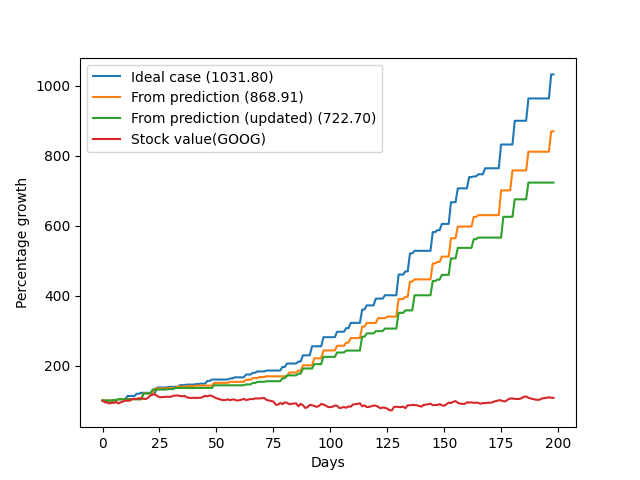 Ideal case (1031.80)
From prediction (868.91)
From prediction (updated) (722.70)
Stock value(GOOG)
Percentage growth
1000
800
600
400
200
0 25 50 75 100 125 150 175 200
Days